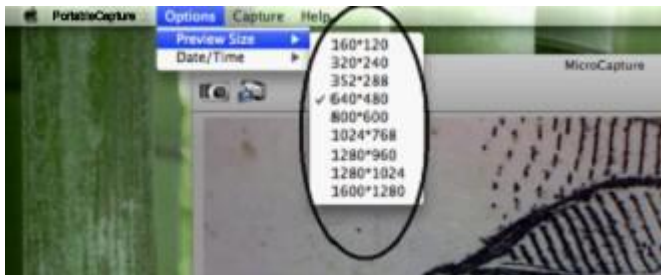 PortableCapture Options Capture Help
Preview Size
Date/Time
160*120
320*240
352*288
✓ 640*480
800*600
1024*768
1280*960
1280*1024
1600*1280
MicroCapture